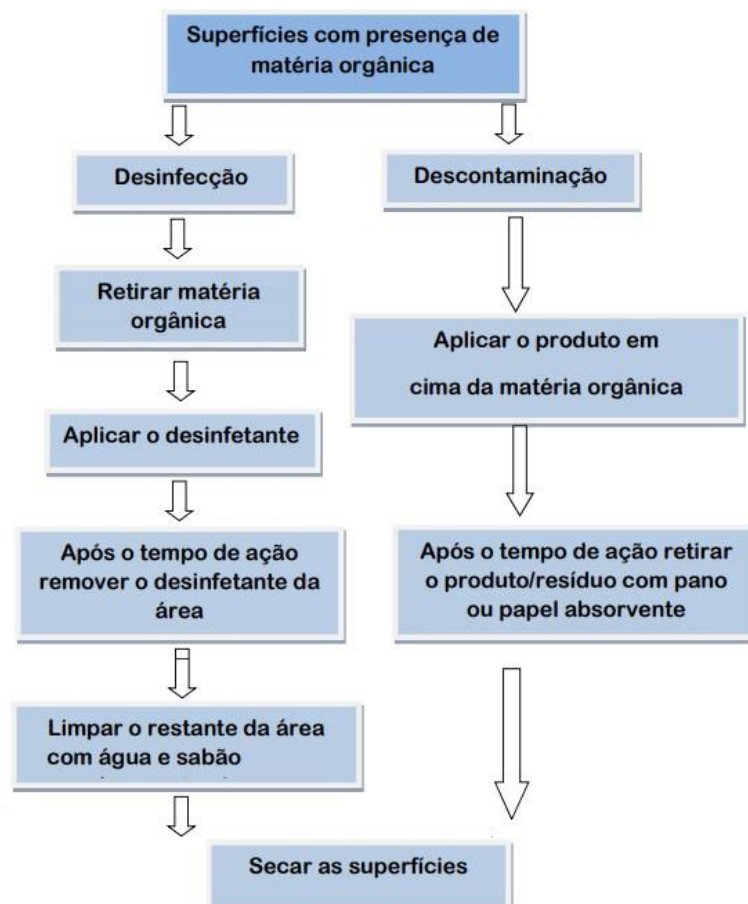 Superfícies com presença de
matéria orgânica
Desinfecção
Descontaminação
Retirar matéria
orgânica
Aplicar o produto em
cima da matéria orgânica
Aplicar o desinfetante
Após o tempo de ação
remover o desinfetante da
área
Após o tempo de ação retirar
o produto/resíduo com pano
ou papel absorvente
Limpar o restante da área
com água e sabão
Secar as superfícies